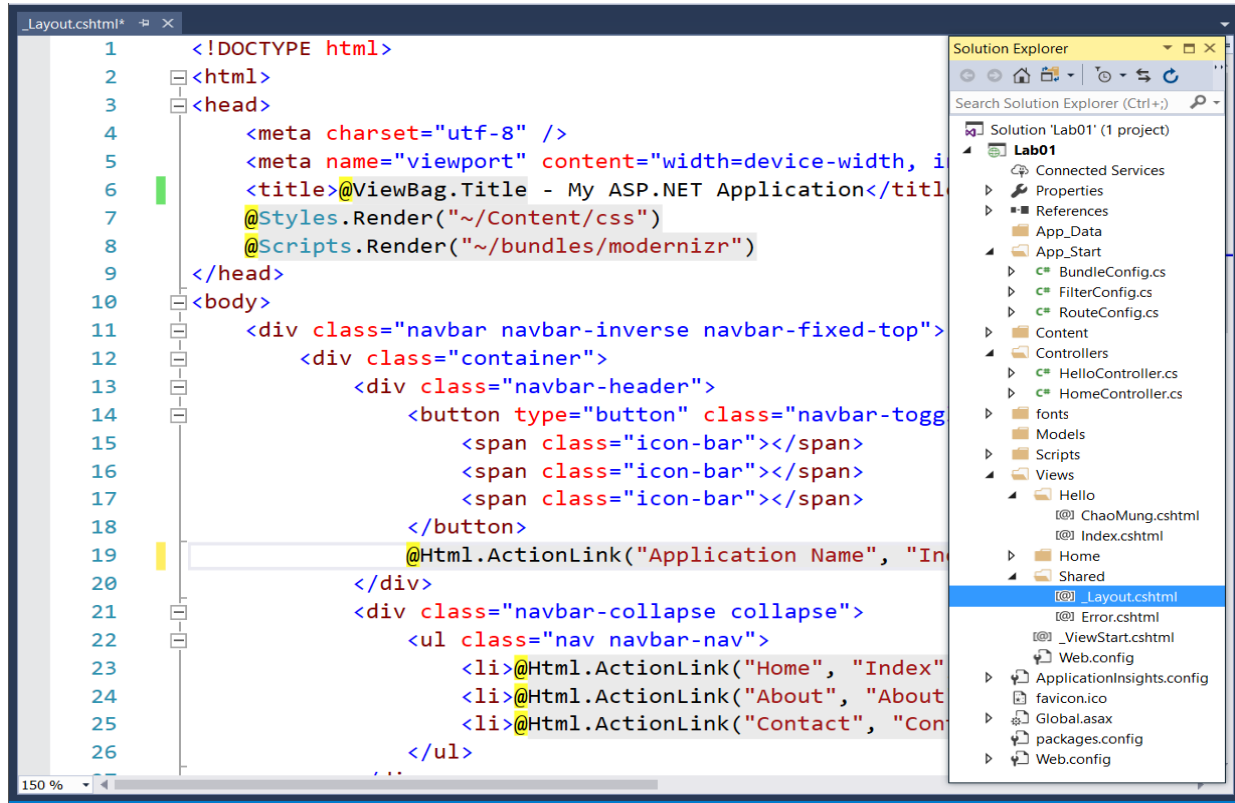 _Layout.cshtml*
1 <!DOCTYPE html>
2 <html>
3 <head>
4 <meta charset="utf-8" />
5 <meta name="viewport" content="width=device-width,
6 <title>@ViewBag.Title - My ASP.NET Application</titl
7 @Styles.Render("~/Content/css")
8 @Scripts.Render("~/bundles/modernizr")
9 </head>
10 <body>
11 <div class="navbar navbar-inverse navbar-fixed-top">
12 <div class="container">
13 <div class="navbar-header">
14 <button type="button" class="navbar-togg
15 <span class="icon-bar"></span>
16 <span class="icon-bar"></span>
17 <span class="icon-bar"></span>
18 </button>
19 @Html.ActionLink("Application Name", "In
20 </div>
21 <div class="navbar-collapse collapse">
22 <ul class="nav navbar-nav">
23 <li>@Html.ActionLink("Home", "Index"
24 <li>@Html.ActionLink("About", "About
25 <li>@Html.ActionLink("Contact", "Con
26 </ul>
150 %
Solution Explorer
Search Solution Explorer (Ctrl+;)
Solution 'Lab01' (1 project)
Lab01
Connected Services
Properties
References
App_Data
App_Start
C# BundleConfig.cs
C# FilterConfig.cs
C# RouteConfig.cs
Content
Controllers
C# HelloController.cs
C# HomeController.cs
fonts
Models
Scripts
Views
Hello
[@] ChaoMung.cshtml
[@] Index.cshtml
Home
Shared
[@] _Layout.cshtml
[@] Error.cshtml
[@] _ViewStart.cshtml
Web.config
ApplicationInsights.config
favicon.ico
Global.asax
packages.config
Web.config